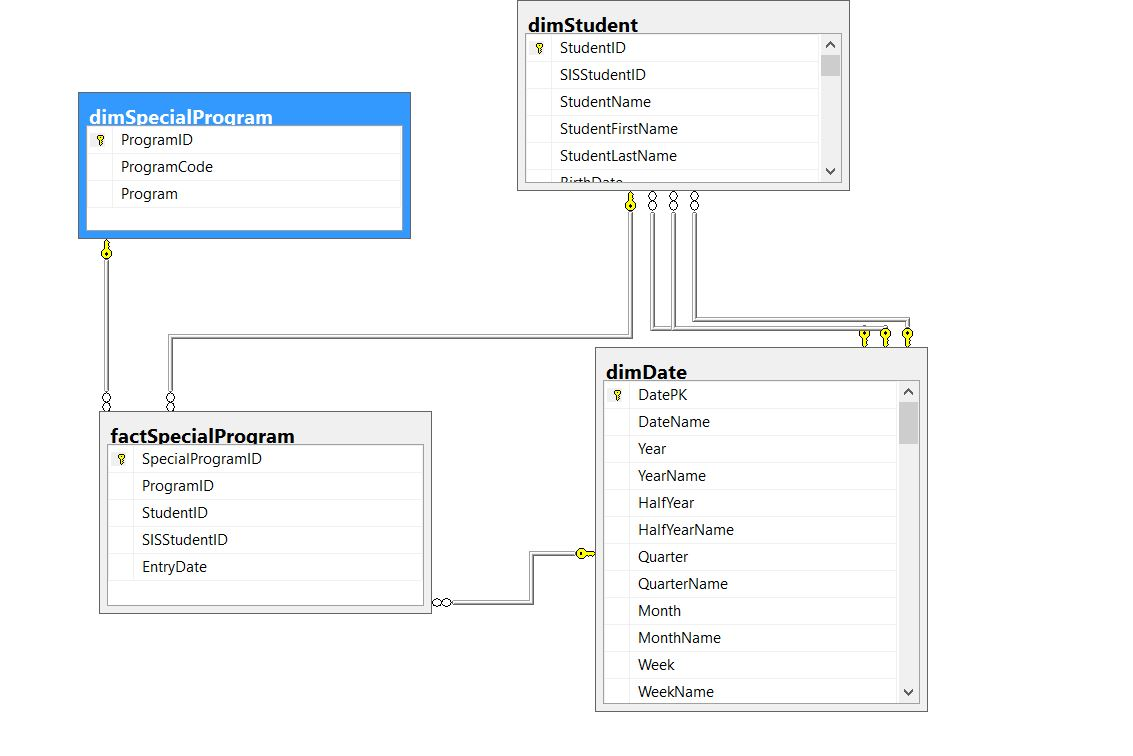 dimStudent
StudentID
SISStudentID
StudentName
StudentFirstName
StudentLastName
BirthDate
dimSpecialProgram
ProgramID
ProgramCode
Program
dimDate
DatePK
DateName
Year
YearName
HalfYear
HalfYearName
Quarter
QuarterName
Month
MonthName
Week
WeekName
factSpecialProgram
SpecialProgramID
ProgramID
StudentID
SISStudentID
EntryDate